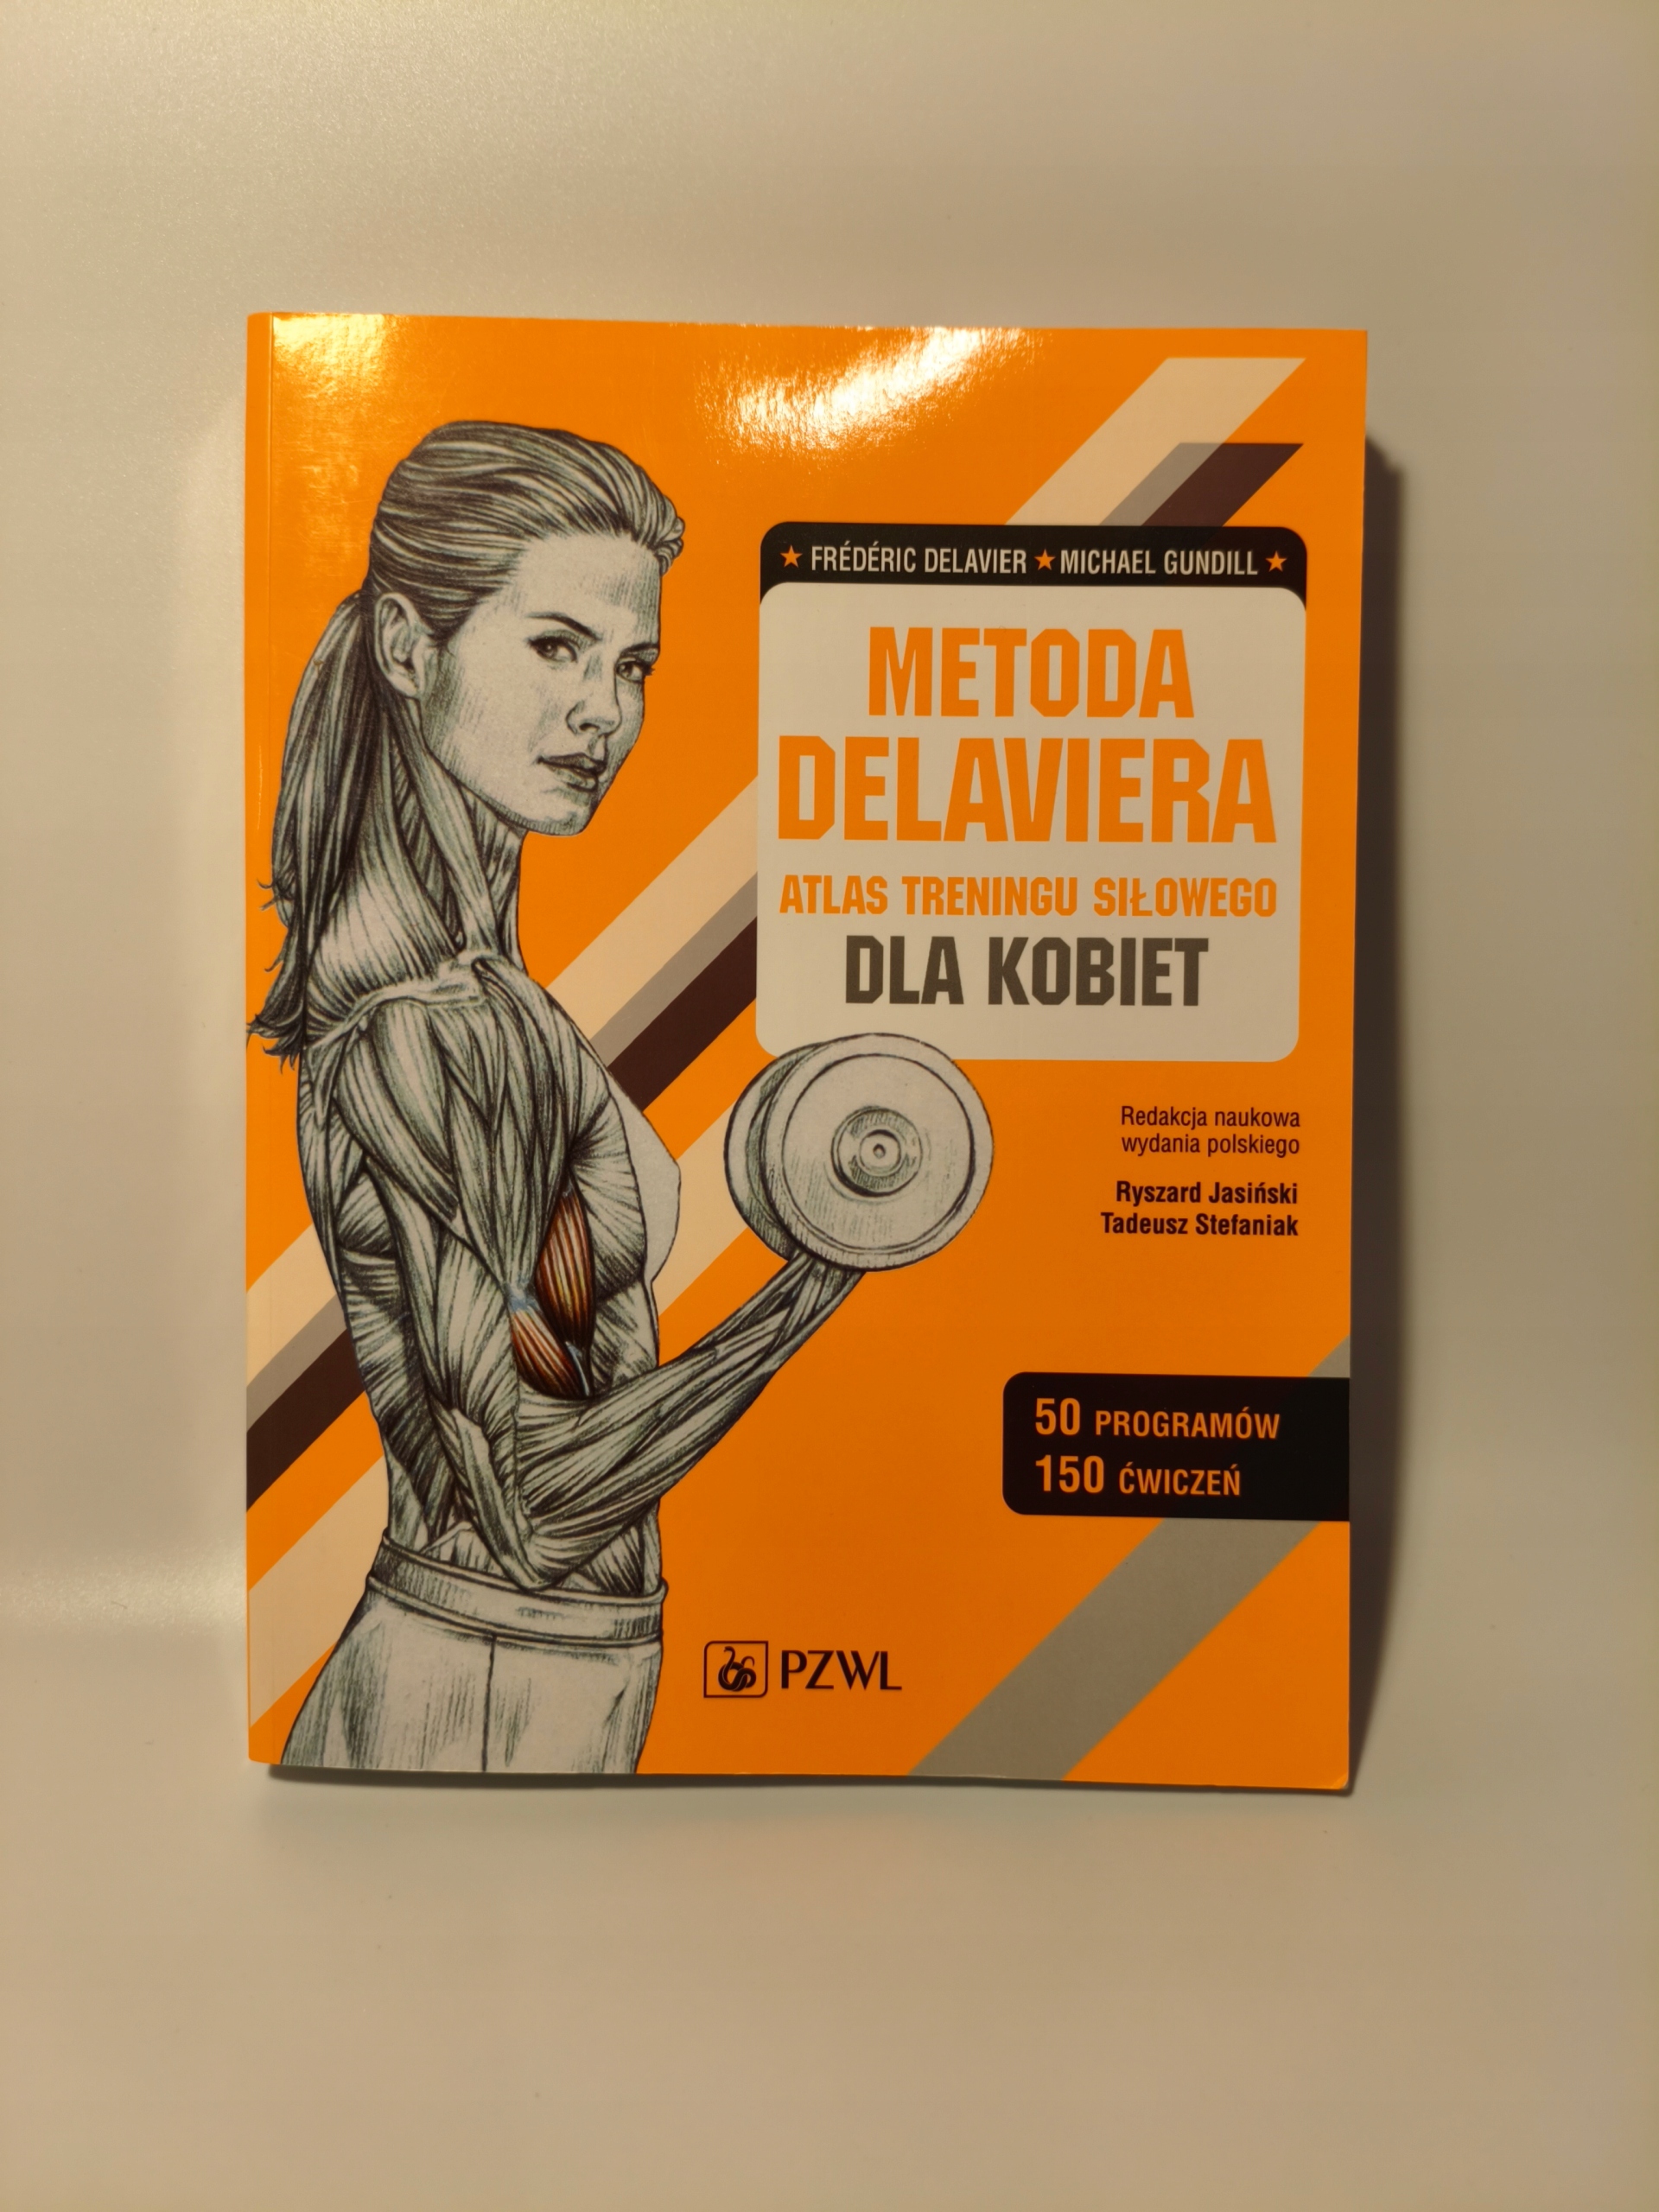 ★ FRÉDÉRIC DELAVIER ★ MICHAEL GUNDILL ★
METODA
DELAVIERA
ATLAS TRENINGU SIŁOWEGO
DLA KOBIET
Redakcja naukowa
wydania polskiego
Ryszard Jasiński
Tadeusz Stefaniak
50 PROGRAMÓW
150 ĆWICZEŃ
PZWL